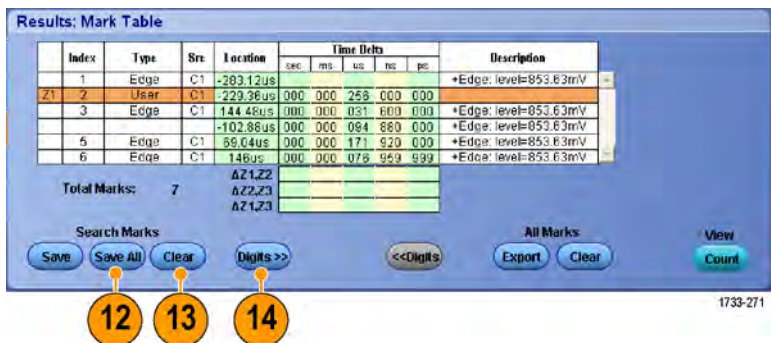 Results: Mark Table
Index Type Src Location Time Delta Description
sec ms us ns ps
1 Edge C1 -283.12us +Edge: level=853.63mV
Z1 2 User C1 -229.36us 000 000 256 000 000
3 Edge C1 144.48us 000 000 031 600 000 +Edge: level=853.63mV
-102.88us 000 000 094 880 000 +Edge: level=853.63mV
5 Edge C1 69.04us 000 000 171 920 000 +Edge: level=853.63mV
6 Edge C1 146us 000 000 076 959 999 +Edge: level=853.63mV
Total Marks: 7
ΔZ1,Z2
ΔZ2,Z3
ΔZ1,Z3
Search Marks All Marks View
Save Save All Clear Digits >> <<Digits Export Clear Count
12 13 14
1733-271